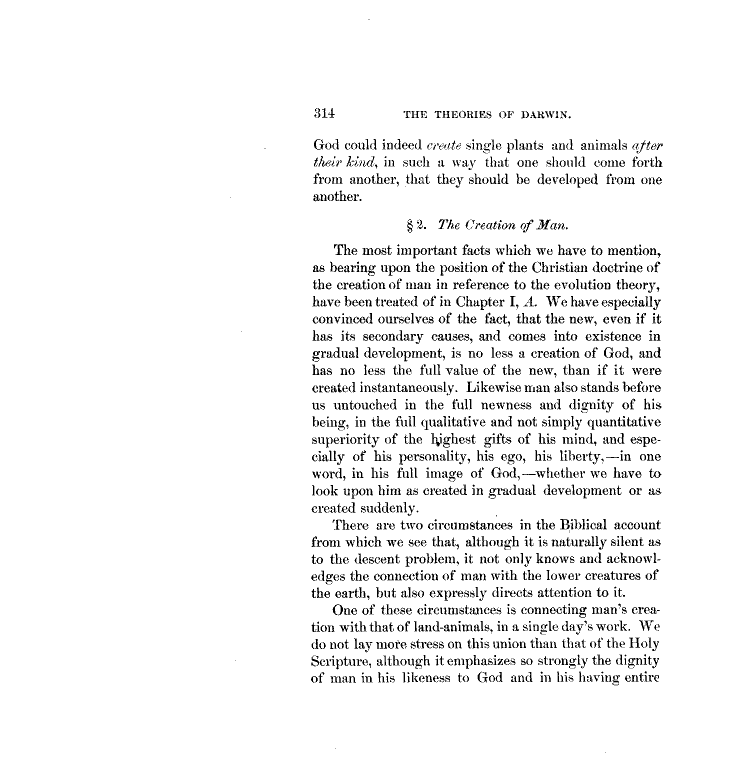 314 THE THEORIES OF DARWIN.
God could indeed create single plants and animals after
their kind, in such a way that one should come forth
from another, that they should be developed from one
another.
§ 2. The Creation of Man.
The most important facts which we have to mention,
as bearing upon the position of the Christian doctrine of
the creation of man in reference to the evolution theory,
have been treated of in Chapter I, A. We have especially
convinced ourselves of the fact, that the new, even if it
has its secondary causes, and comes into existence in
gradual development, is no less a creation of God, and
has no less the full value of the new, than if it were
created instantaneously. Likewise man also stands before
us untouched in the full newness and dignity of his
being, in the full qualitative and not simply quantitative
superiority of the highest gifts of his mind, and espe-
cially of his personality, his ego, his liberty,—in one
word, in his full image of God,—whether we have to
look upon him as created in gradual development or as
created suddenly.
There are two circumstances in the Biblical account
from which we see that, although it is naturally silent as
to the descent problem, it not only knows and acknowl-
edges the connection of man with the lower creatures of
the earth, but also expressly directs attention to it.
One of these circumstances is connecting man's crea-
tion with that of land-animals, in a single day's work. We
do not lay more stress on this union than that of the Holy
Scripture, although it emphasizes so strongly the dignity
of man in his likeness to God and in his having entire